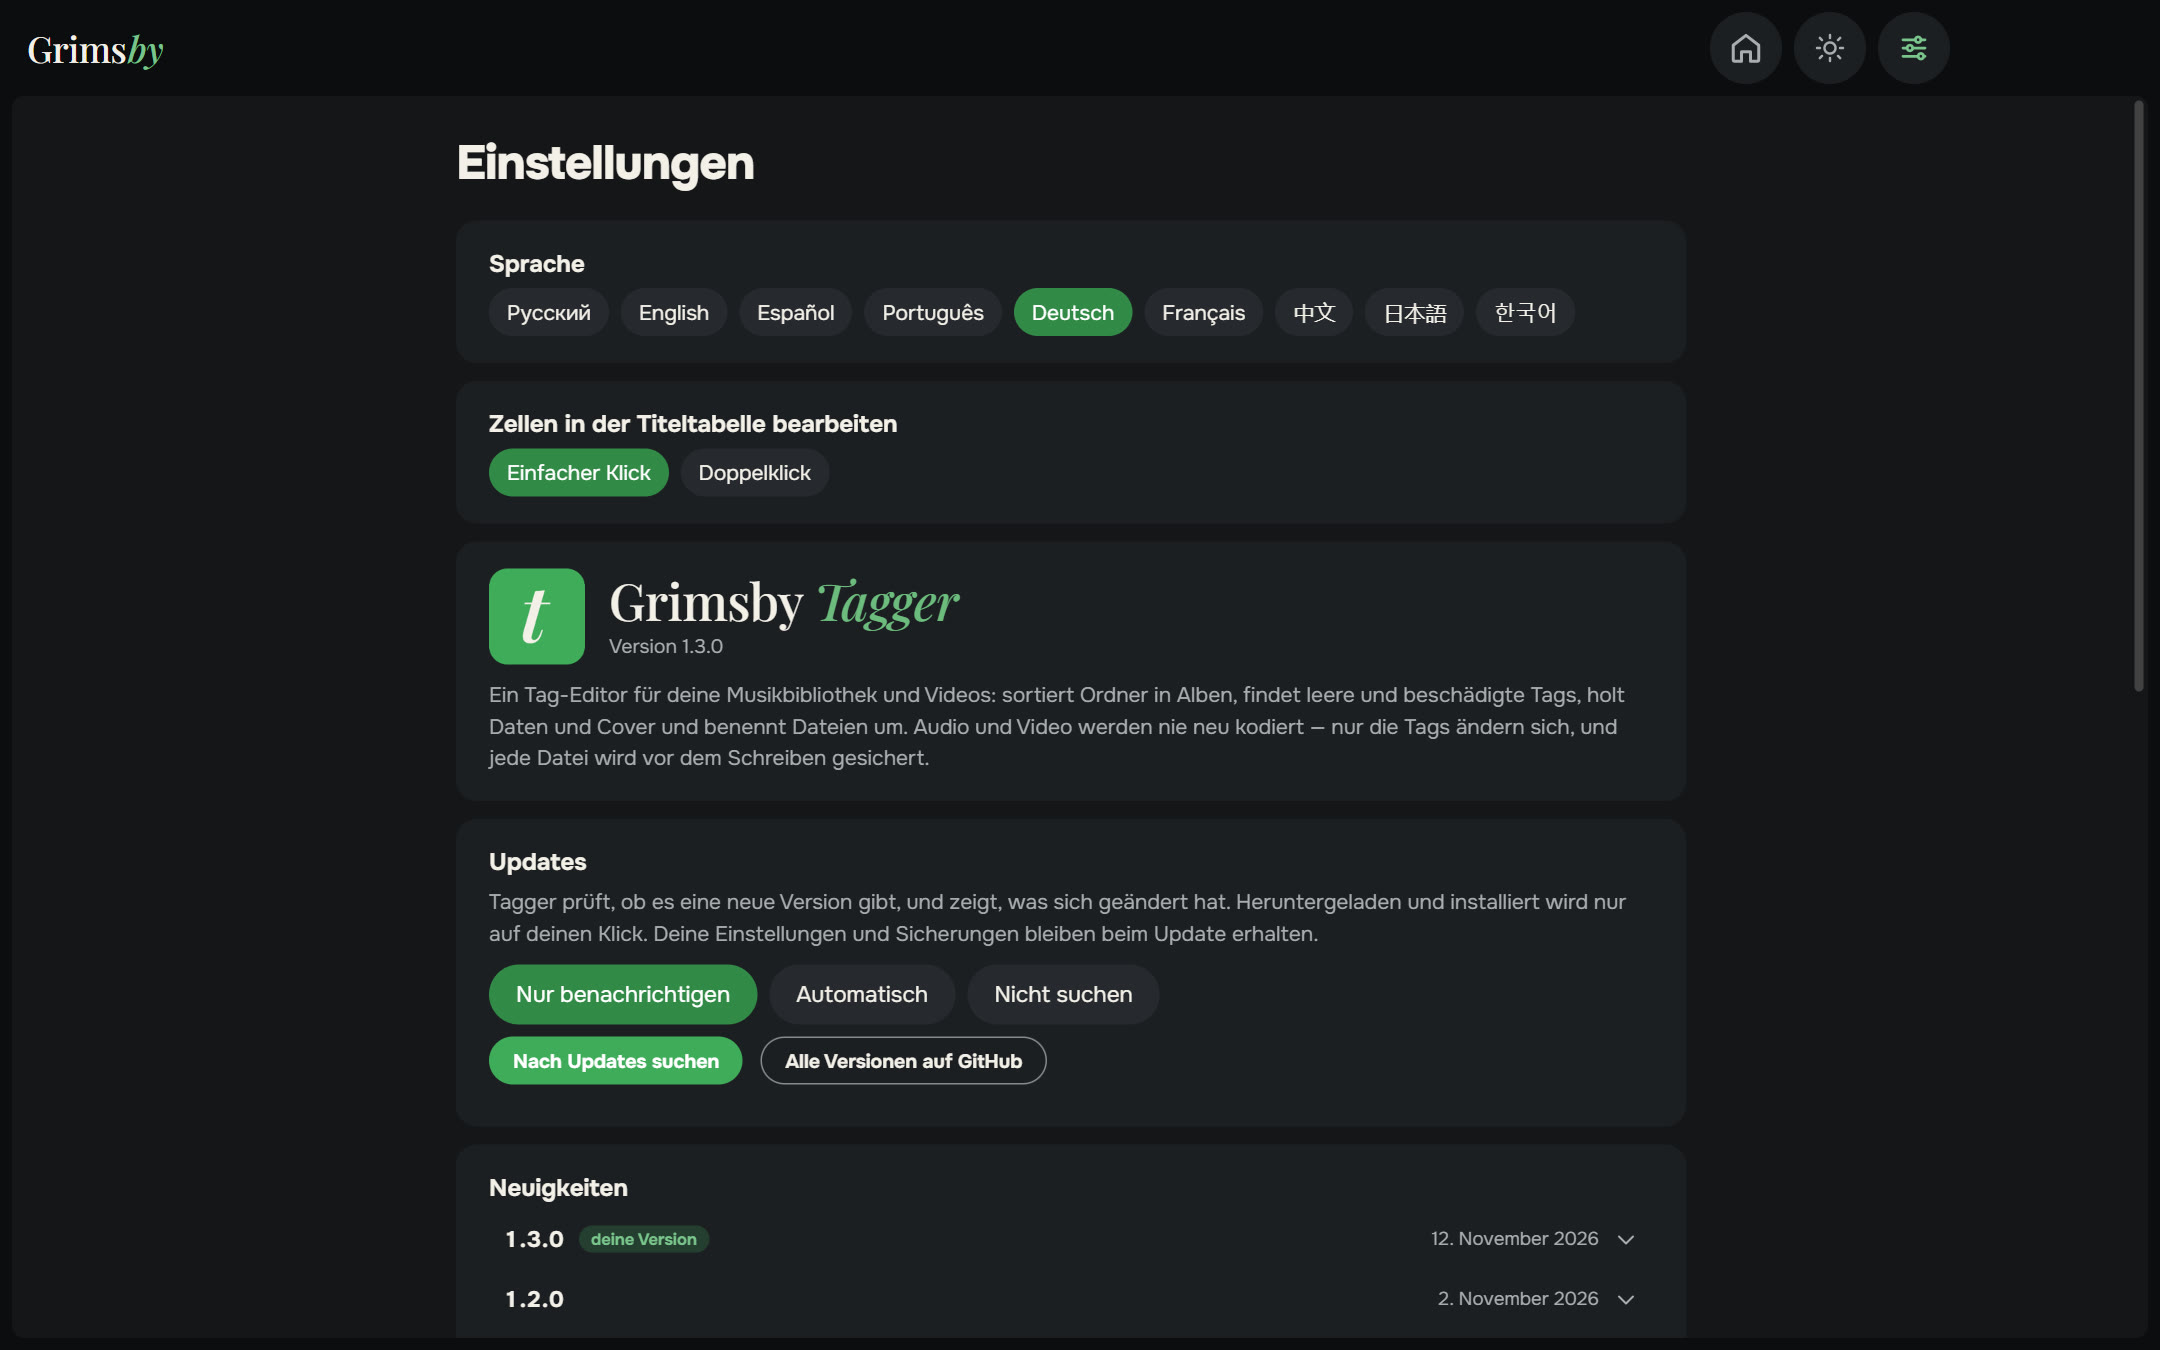 Grimsby
Einstellungen
Sprache
Русский English Español Português Deutsch Français 中文 日本語 한국어
Zellen in der Titeltabelle bearbeiten
Einfacher Klick Doppelklick
t
Grimsby Tagger
Version 1.3.0
Ein Tag-Editor für deine Musikbibliothek und Videos: sortiert Ordner in Alben, findet leere und beschädigte Tags, holt
Daten und Cover und benennt Dateien um. Audio und Video werden nie neu kodiert — nur die Tags ändern sich, und
jede Datei wird vor dem Schreiben gesichert.
Updates
Tagger prüft, ob es eine neue Version gibt, und zeigt, was sich geändert hat. Heruntergeladen und installiert wird nur
auf deinen Klick. Deine Einstellungen und Sicherungen bleiben beim Update erhalten.
Nur benachrichtigen Automatisch Nicht suchen
Nach Updates suchen Alle Versionen auf GitHub
Neuigkeiten
1.3.0 deine Version 12. November 2026
1.2.0 2. November 2026